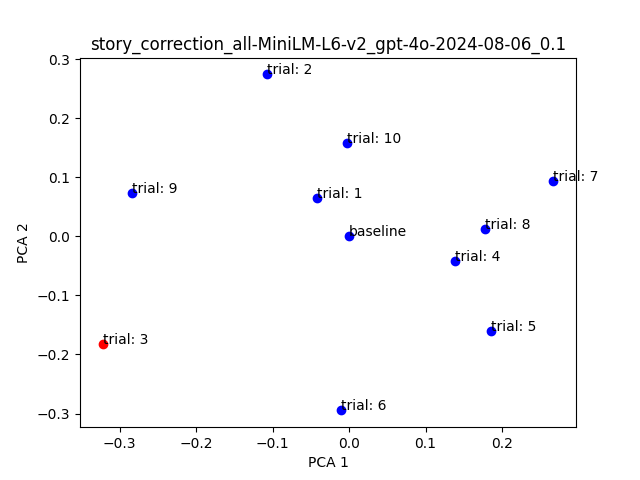 story_correction_all-MiniLM-L6-v2_gpt-4o-2024-08-06_0.1
0.3
trial: 2
0.2
trial: 10
0.1
trial: 7
trial: 9
trial: 1
trial: 8
baseline
0.0
trial: 4
−0.1
trial: 5
trial: 3
−0.2
trial: 6
−0.3
PCA 2
−0.3 −0.2 −0.1 0.0 0.1 0.2
PCA 1